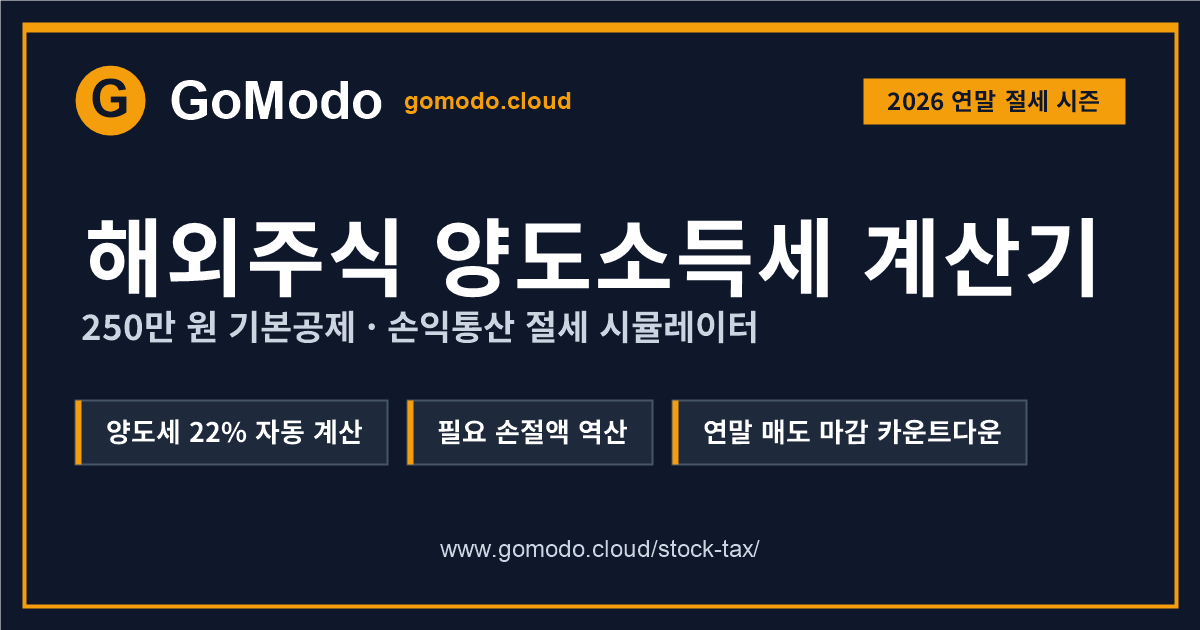 G GoModo gomodo.cloud 2026 연말 절세 시즌
해외주식 양도소득세 계산기
250만 원 기본공제 · 손익통산 절세 시뮬레이터
양도세 22% 자동 계산 필요 손절액 역산 연말 매도 마감 카운트다운
www.gomodo.cloud/stock-tax/